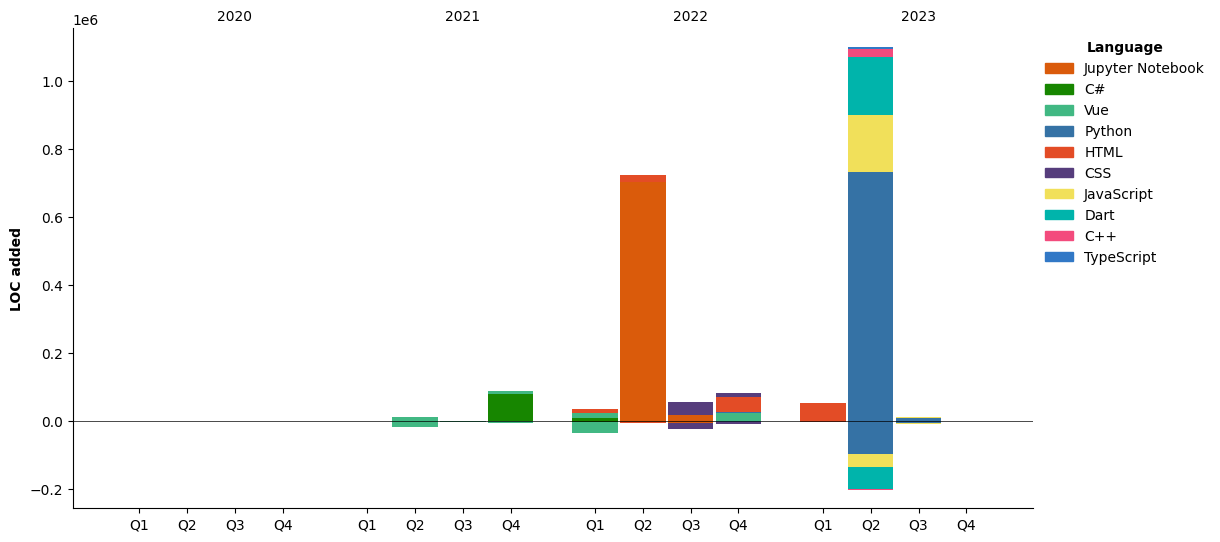 1e6
2020 2021 2022 2023
Language
Jupyter Notebook
C#
Vue
Python
HTML
CSS
JavaScript
Dart
C++
TypeScript
LOC added
1.0
0.8
0.6
0.4
0.2
0.0
−0.2
Q1 Q2 Q3 Q4 Q1 Q2 Q3 Q4 Q1 Q2 Q3 Q4 Q1 Q2 Q3 Q4